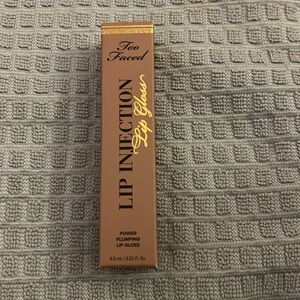 Too
Faced
LIP INJECTION
Lip Gloss
POWER
PLUMPING
LIP GLOSS
6.5 mL / 0.22 Fl. Oz